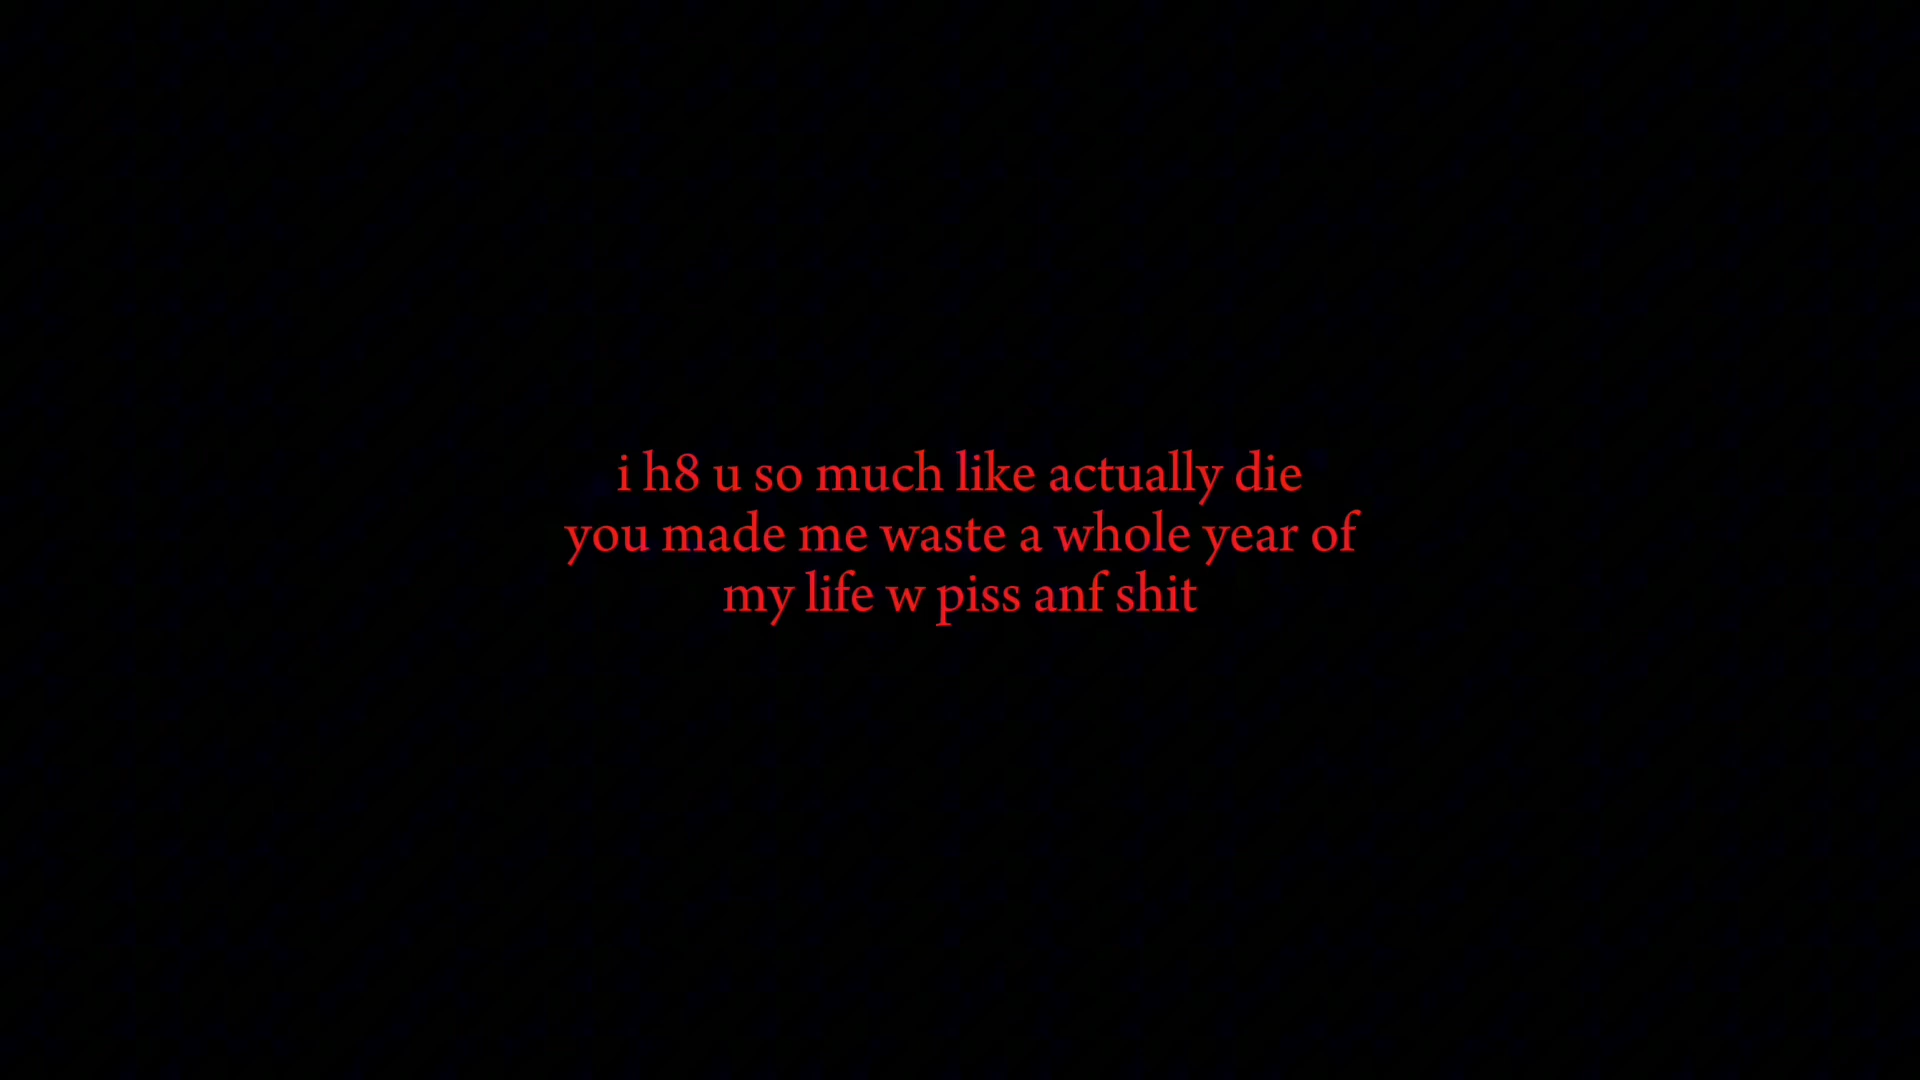 i h8 u so much like actually die
you made me waste a whole year of
my life w piss anf shit